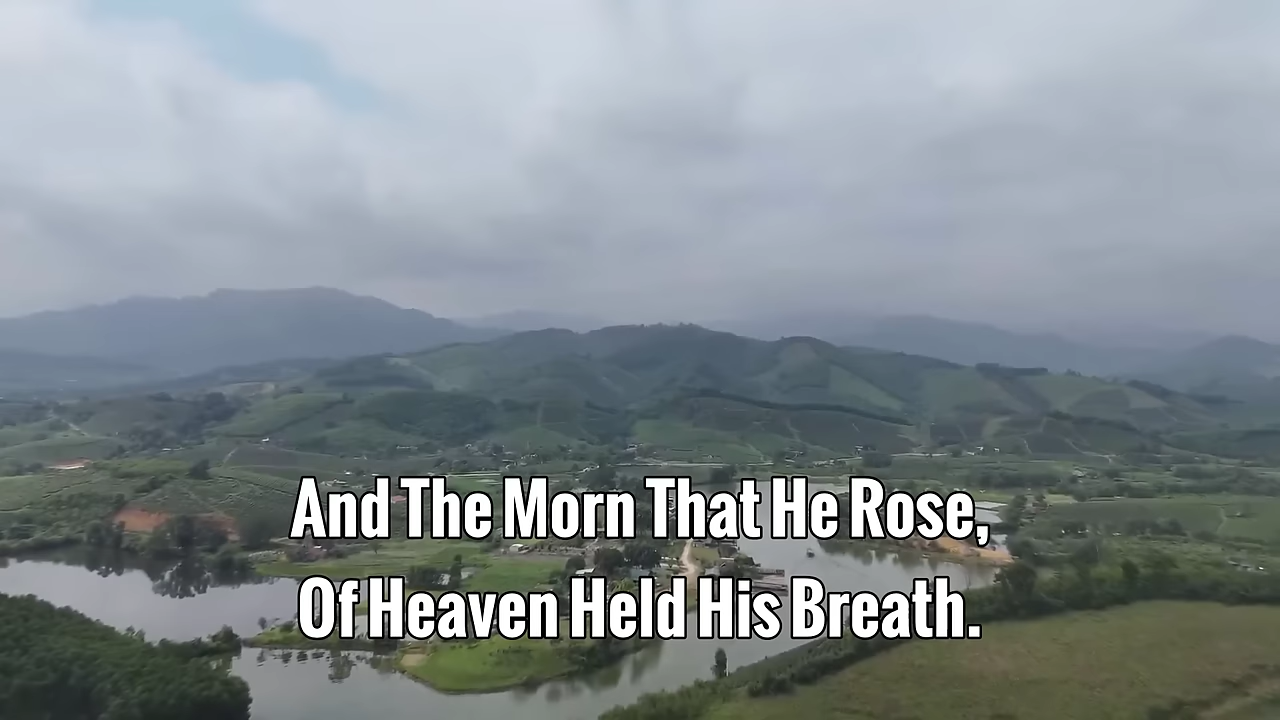 And The Morn That He Rose,
Of Heaven Held His Breath.